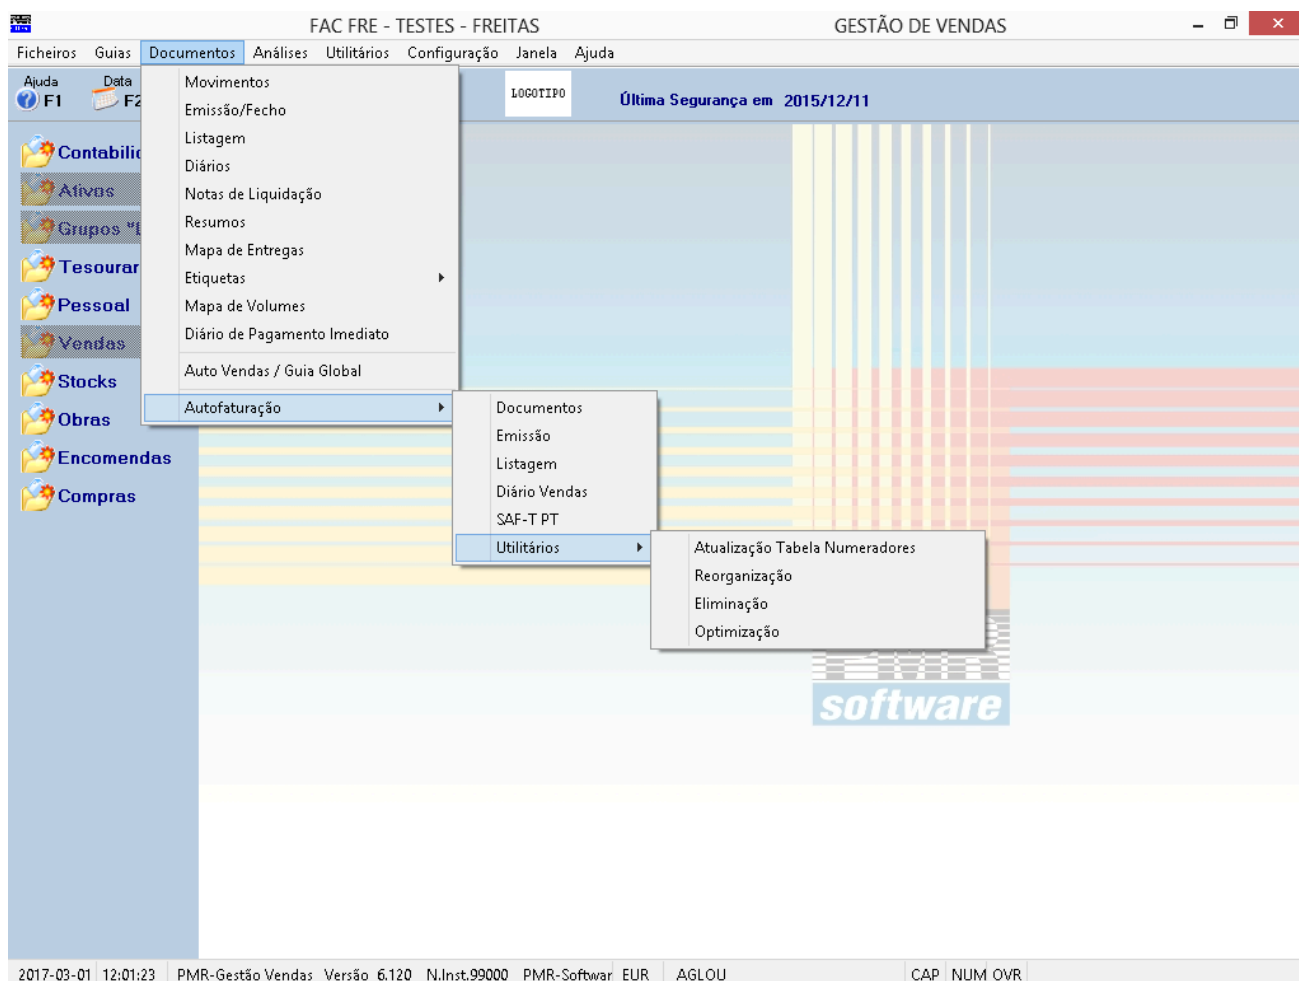 FAC FRE - TESTES - FREITAS GESTÃO DE VENDAS
Ficheiros Guias Documentos Análises Utilitários Configuração Janela Ajuda
Ajuda Data
F1 F2
LOGOTIPO
Última Segurança em 2015/12/11
Movimentos
Emissão/Fecho
Listagem
Diários
Notas de Liquidação
Resumos
Mapa de Entregas
Etiquetas
Mapa de Volumes
Diário de Pagamento Imediato
Auto Vendas / Guia Global
Autofaturação
Documentos
Emissão
Listagem
Diário Vendas
SAF-T PT
Utilitários
Atualização Tabela Numeradores
Reorganização
Eliminação
Optimização
Contabilid
Ativos
Grupos "L
Tesourar
Pessoal
Vendas
Stocks
Obras
Encomendas
Compras
software
2017-03-01 12:01:23 PMR-Gestão Vendas Versão 6.120 N.Inst.99000 PMR-Softwar EUR AGLOU CAP NUM OVR